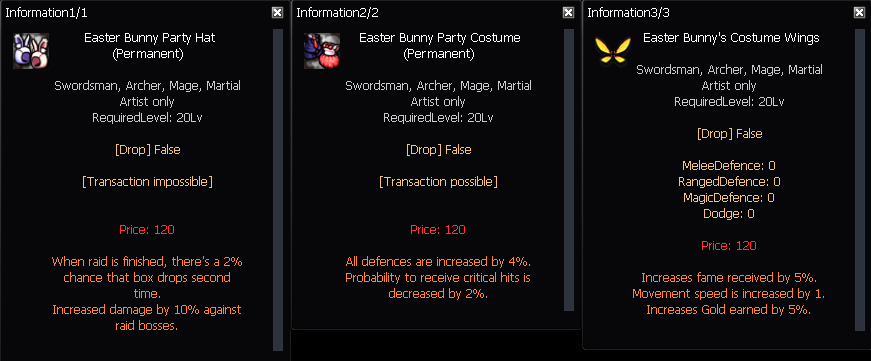 Information1/1
Easter Bunny Party Hat
(Permanent)
Swordsman, Archer, Mage, Martial
Artist only
RequiredLevel: 20Lv
[Drop] False
[Transaction impossible]
Price: 120
When raid is finished, there's a 2%
chance that box drops second
time.
Increased damage by 10% against
raid bosses.
Information2/2
Easter Bunny Party Costume
(Permanent)
Swordsman, Archer, Mage, Martial
Artist only
RequiredLevel: 20Lv
[Drop] False
[Transaction possible]
Price: 120
All defences are increased by 4%.
Probability to receive critical hits is
decreased by 2%.
Information3/3
Easter Bunny's Costume Wings
Swordsman, Archer, Mage, Martial
Artist only
RequiredLevel: 20Lv
[Drop] False
MeleeDefence: 0
RangedDefence: 0
MagicDefence: 0
Dodge: 0
Price: 120
Increases fame received by 5%.
Movement speed is increased by 1.
Increases Gold earned by 5%.